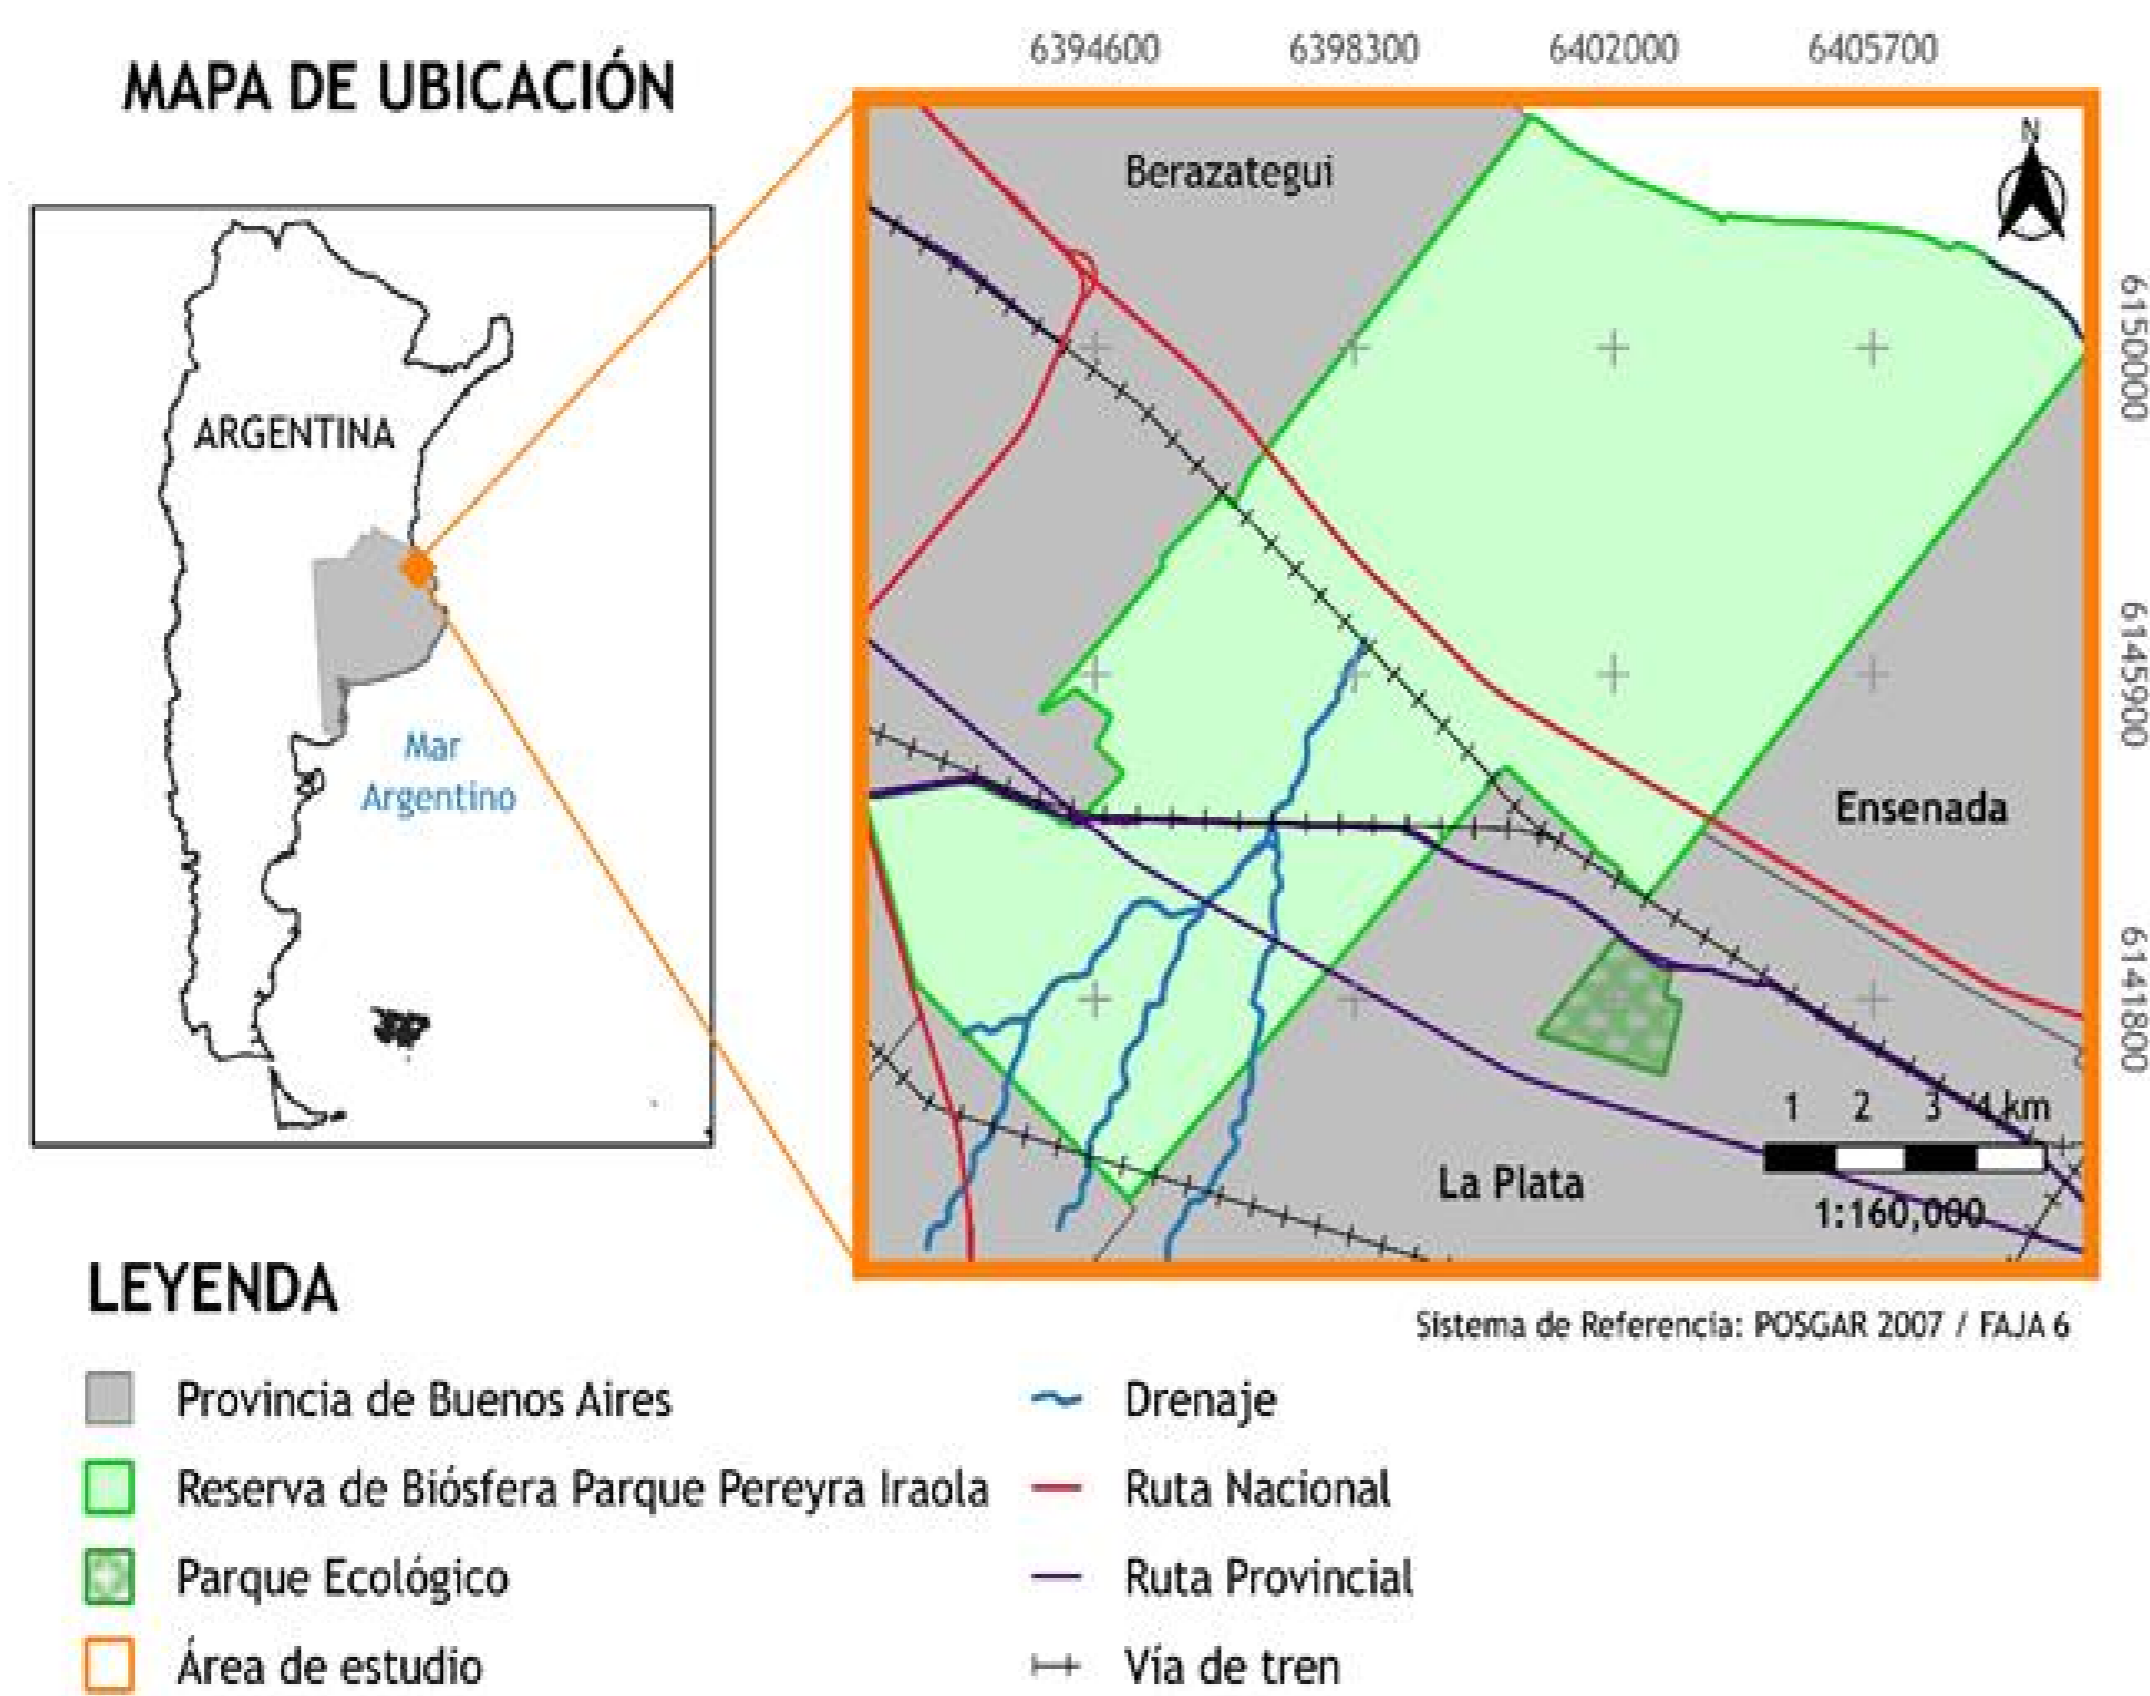 MAPA DE UBICACIÓN
ARGENTINA
Mar
Argentino
6394600 6398300 6402000 6405700
N
Berazategui
Ensenada
La Plata
6150000
6145900
6141800
1 2 3 4 km
1:160,000
Sistema de Referencia: POSGAR 2007 / FAJA 6
LEYENDA
Provincia de Buenos Aires
Reserva de Biósfera Parque Pereyra Iraola
Parque Ecológico
Área de estudio
Drenaje
Ruta Nacional
Ruta Provincial
Vía de tren